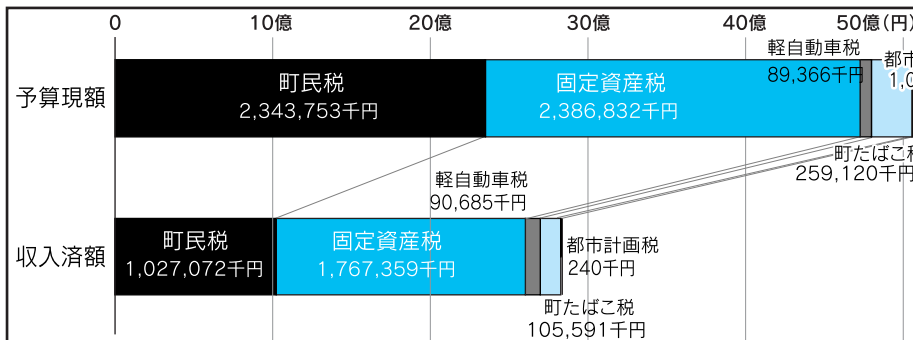 0 10億 20億 30億 40億 50億(円)
軽自動車税
89,366千円
都市
1,0
予算現額
町民税
2,343,753千円
固定資産税
2,386,832千円
町たばこ税
259,120千円
軽自動車税
90,685千円
収入済額
町民税
1,027,072千円
固定資産税
1,767,359千円
都市計画税
240千円
町たばこ税
105,591千円